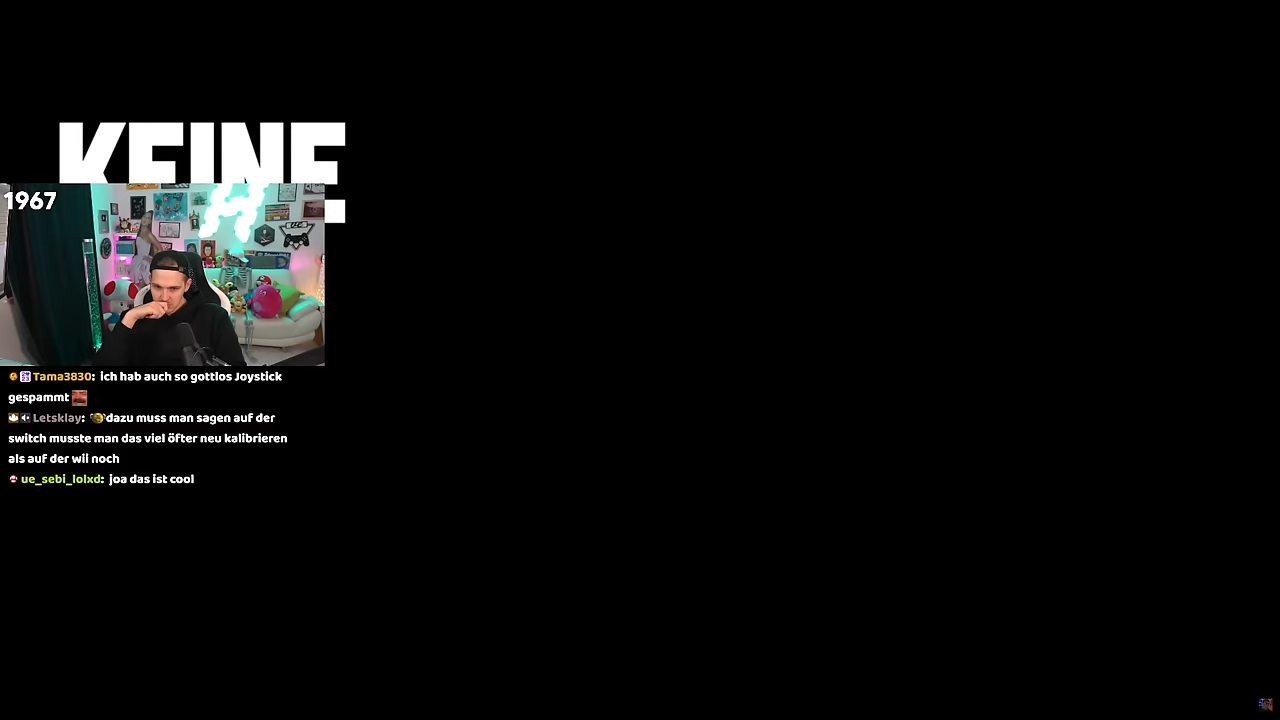 KEINE
1967
Tama3830: ich hab auch so gottlos Joystick
gespammt
Letsklay: dazu muss man sagen auf der
switch musste man das viel öfter neu kalibrieren
als auf der wii noch
ue_sebi_lolxd: joa das ist cool